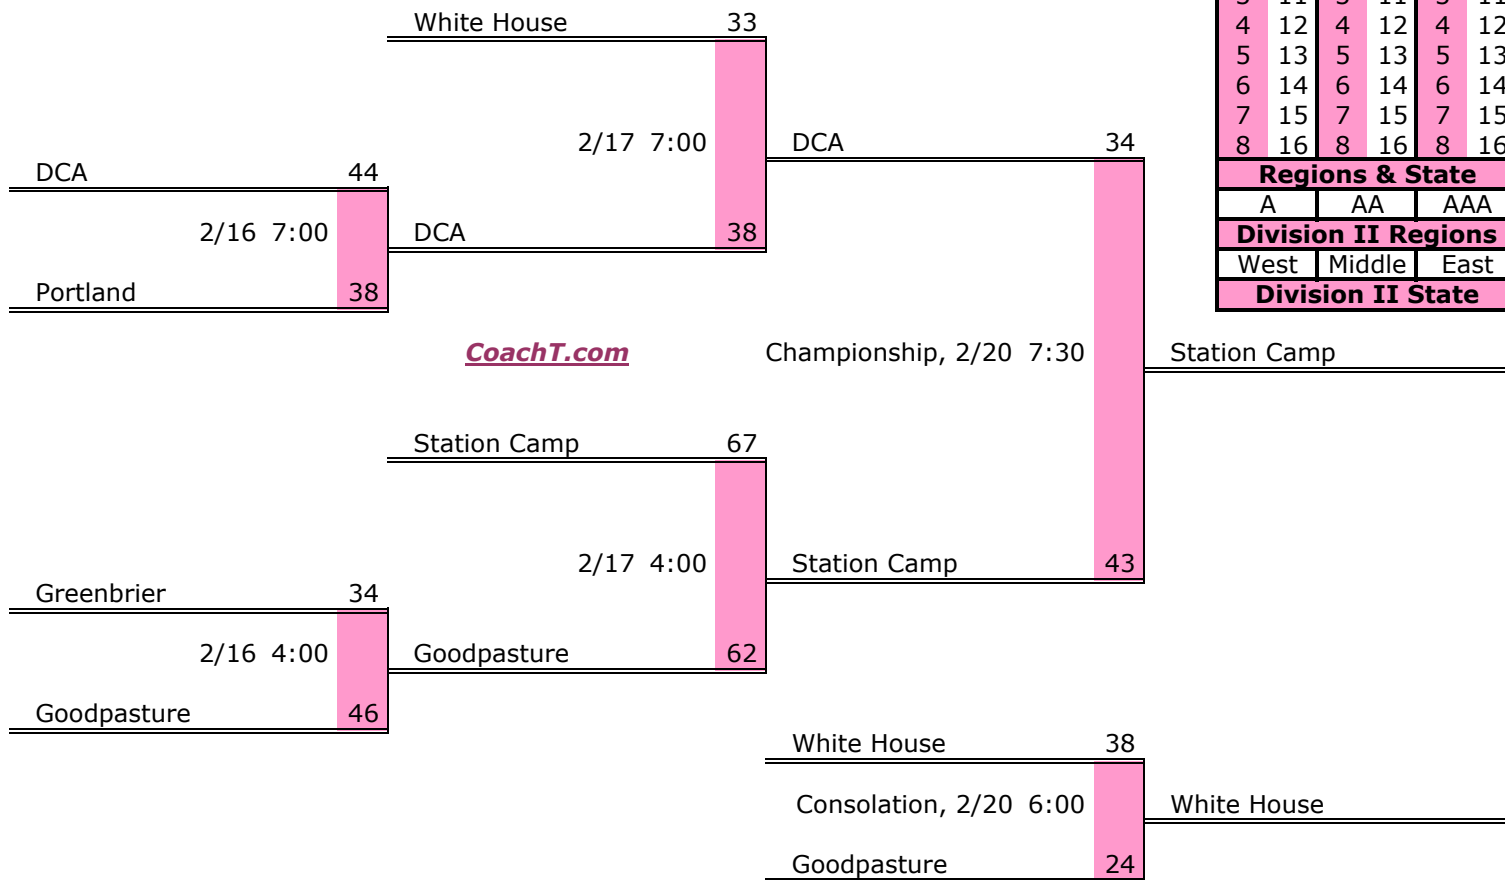 White House 33
2/17 7:00
DCA 34
DCA 44
2/16 7:00
DCA 38
Portland 38
CoachT.com
Championship, 2/20 7:30
Station Camp
Station Camp 67
2/17 4:00
Station Camp 43
Greenbrier 34
2/16 4:00
Goodpasture 62
Goodpasture 46
White House 38
Consolation, 2/20 6:00
White House
Goodpasture 24
4 12 4 12 4 12
5 13 5 13 5 13
6 14 6 14 6 14
7 15 7 15 7 15
8 16 8 16 8 16
Regions & State
A AA AAA
Division II Regions
West Middle East
Division II State